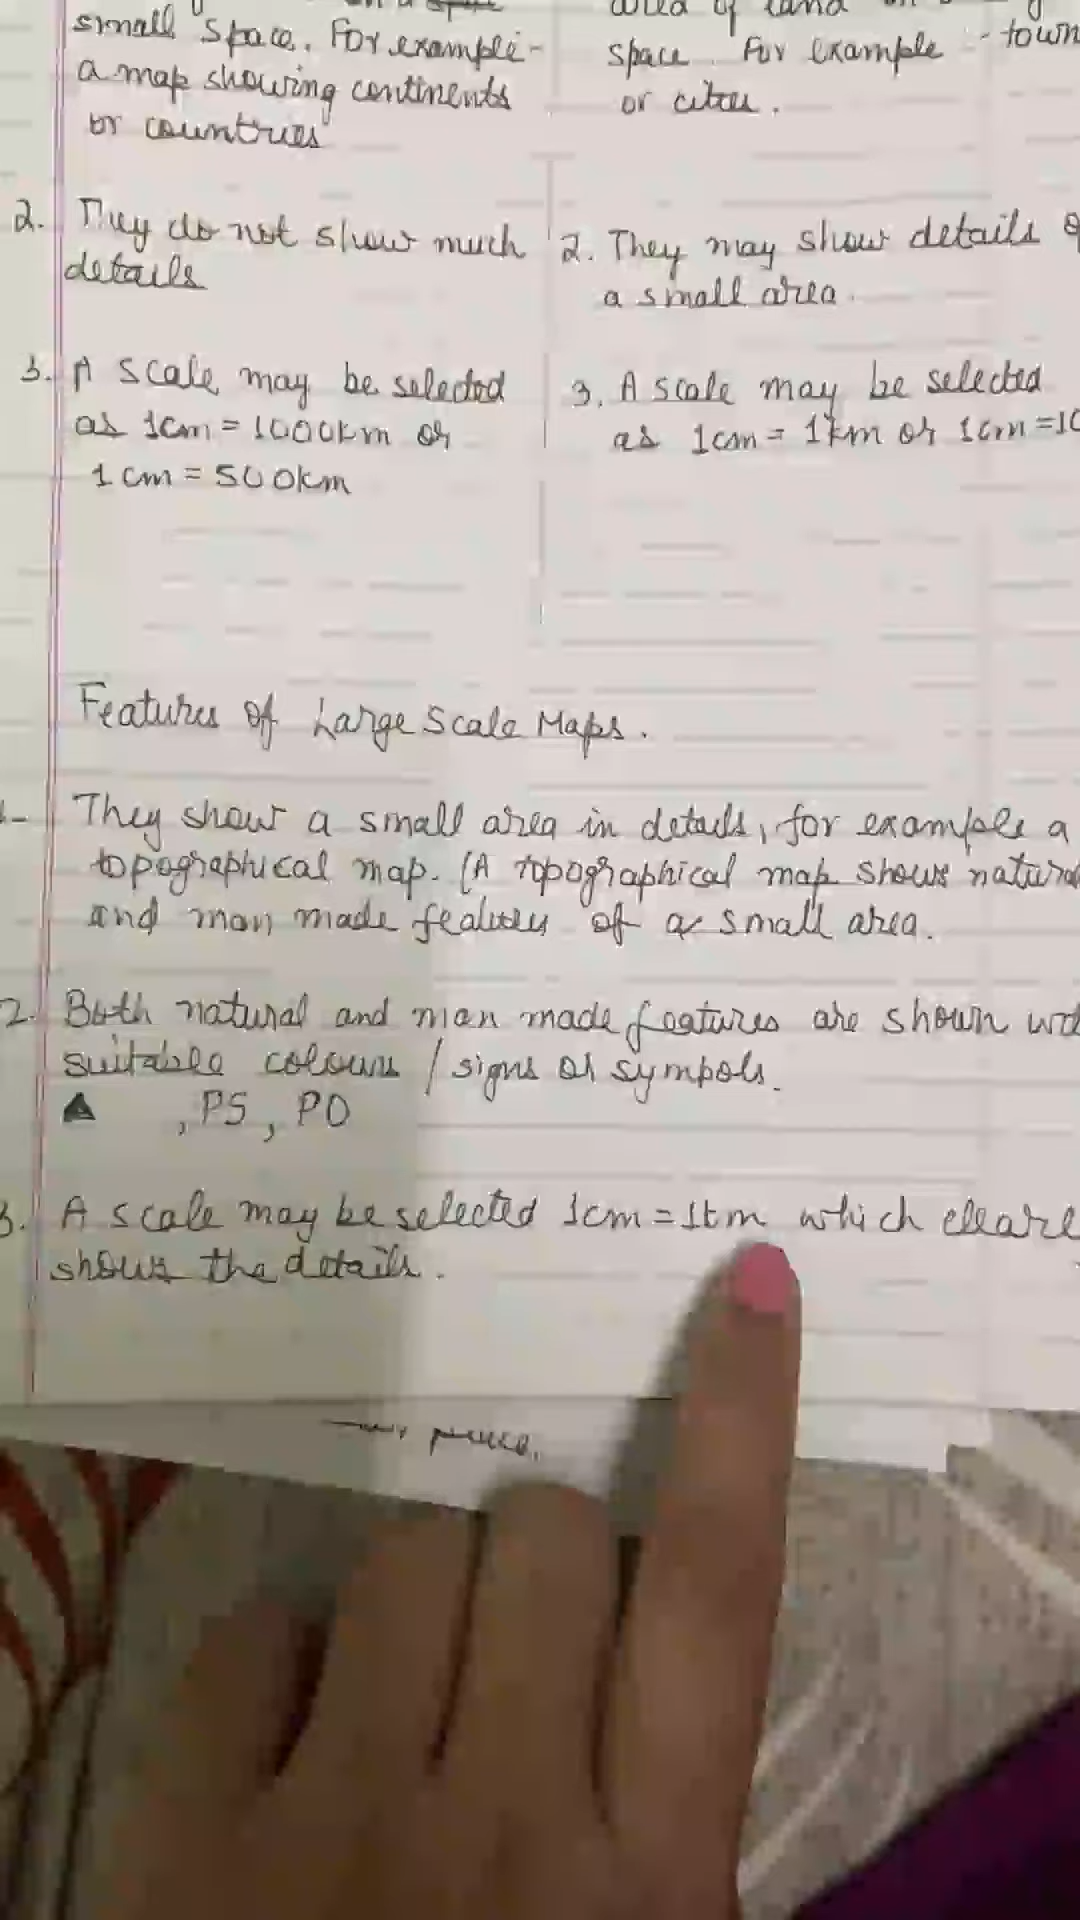 small space. For example-
a map showing continents
or countries
space. For example - town
or cities.
2. They do not show much
details
2. They may show details
a small area.
3. A scale may be selected
as 1cm = 1000km or
1 cm = 500km
3. A scale may be selected
as 1cm = 1km or 1cm =10
Features of Large Scale Maps.
They show a small area in details, for example a
topographical map. (A topographical map shows natura
and man made features of a small area.
2. Both natural and man made features are shown
suitable colours / signs or symbols.
, PS, PO
3. A scale may be selected 1cm = 1km which
shows the details.